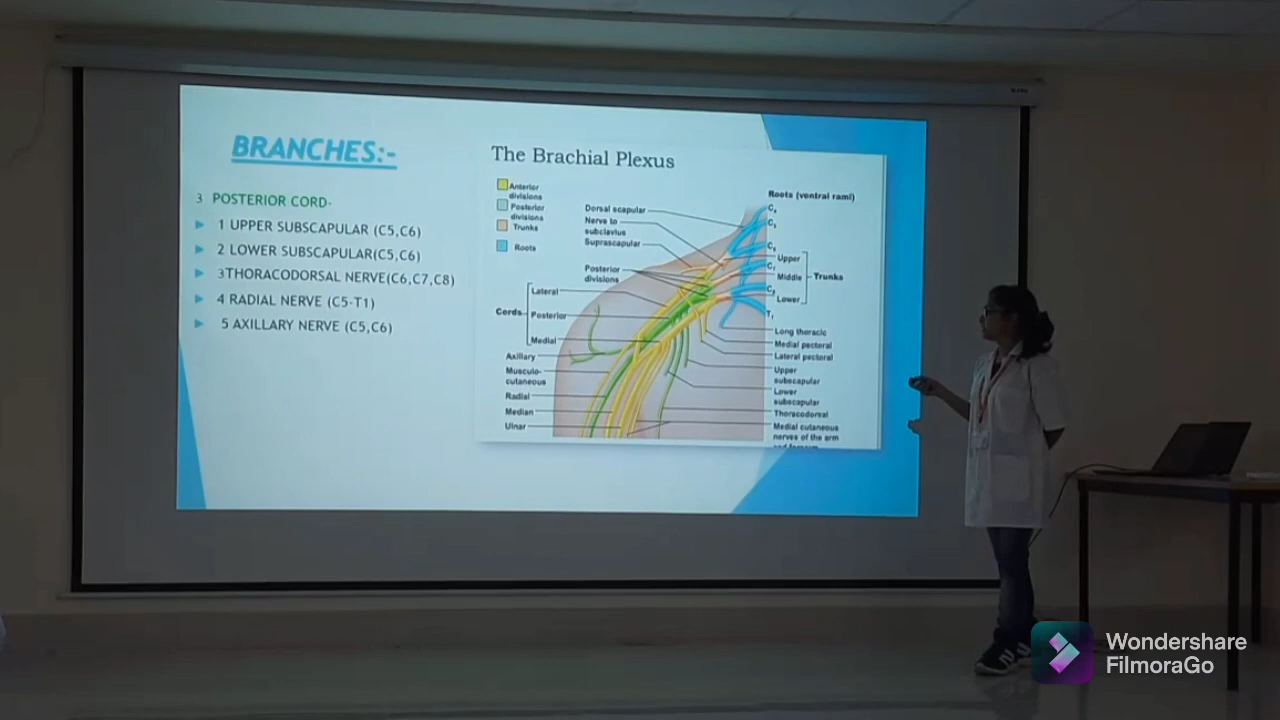 BRANCHES:-
3 POSTERIOR CORD-
1 UPPER SUBSCAPULAR (C5,C6)
2 LOWER SUBSCAPULAR(C5,C6)
3THORACODORSAL NERVE(C6,C7,C8)
4 RADIAL NERVE (C5-T1)
5 AXILLARY NERVE (C5,C6)
The Brachial Plexus
Anterior
divisions
Posterior
divisions
Trunks
Roots
Dorsal scapular
Nerve to
subclavius
Suprascapular
Posterior
divisions
Cords
Lateral
Posterior
Medial
Axillary
Musculo-
cutaneous
Radial
Median
Ulnar
Roots (ventral rami)
C4
C5
C6
C7
C8
T1
Upper
Middle
Lower
Trunks
Long thoracic
Medial pectoral
Lateral pectoral
Upper
subscapular
Lower
subscapular
Thoracodorsal
Medial cutaneous
nerves of the arm
and forearm
Wondershare
FilmoraGo